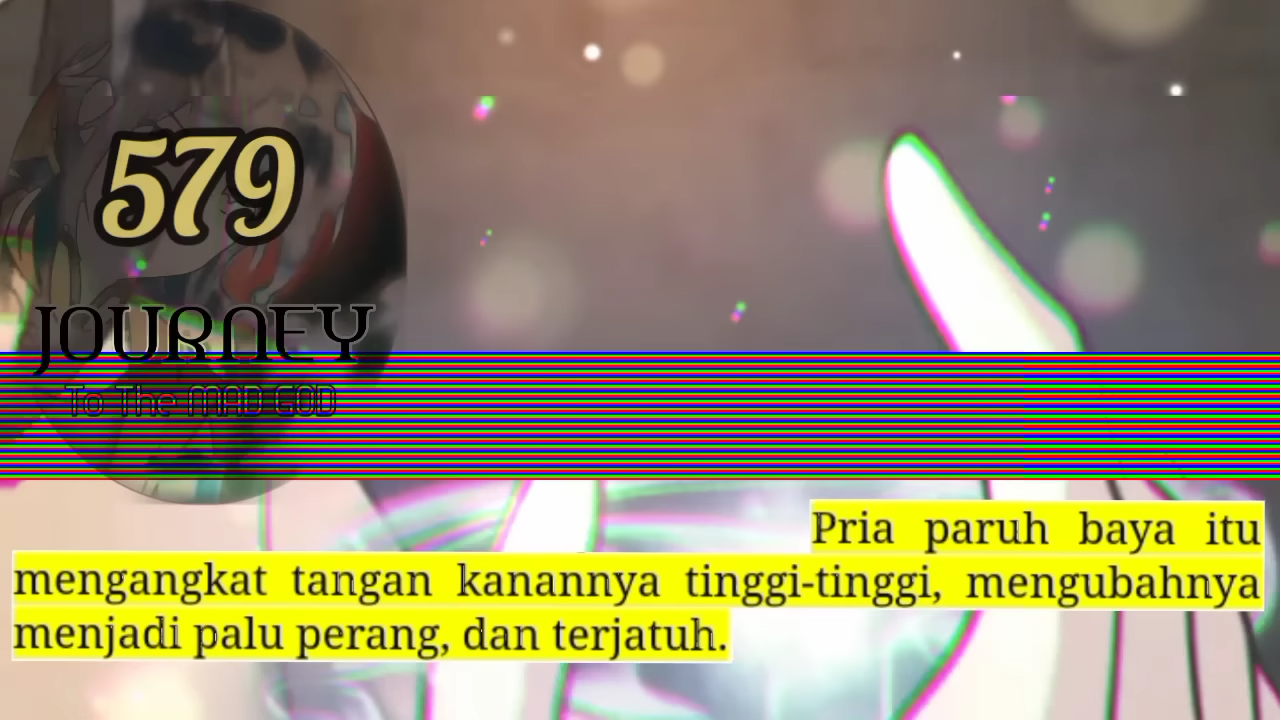 579
JOURNEY
To The MAD GOD
Pria paruh baya itu
mengangkat tangan kanannya tinggi-tinggi, mengubahnya
menjadi palu perang, dan terjatuh.